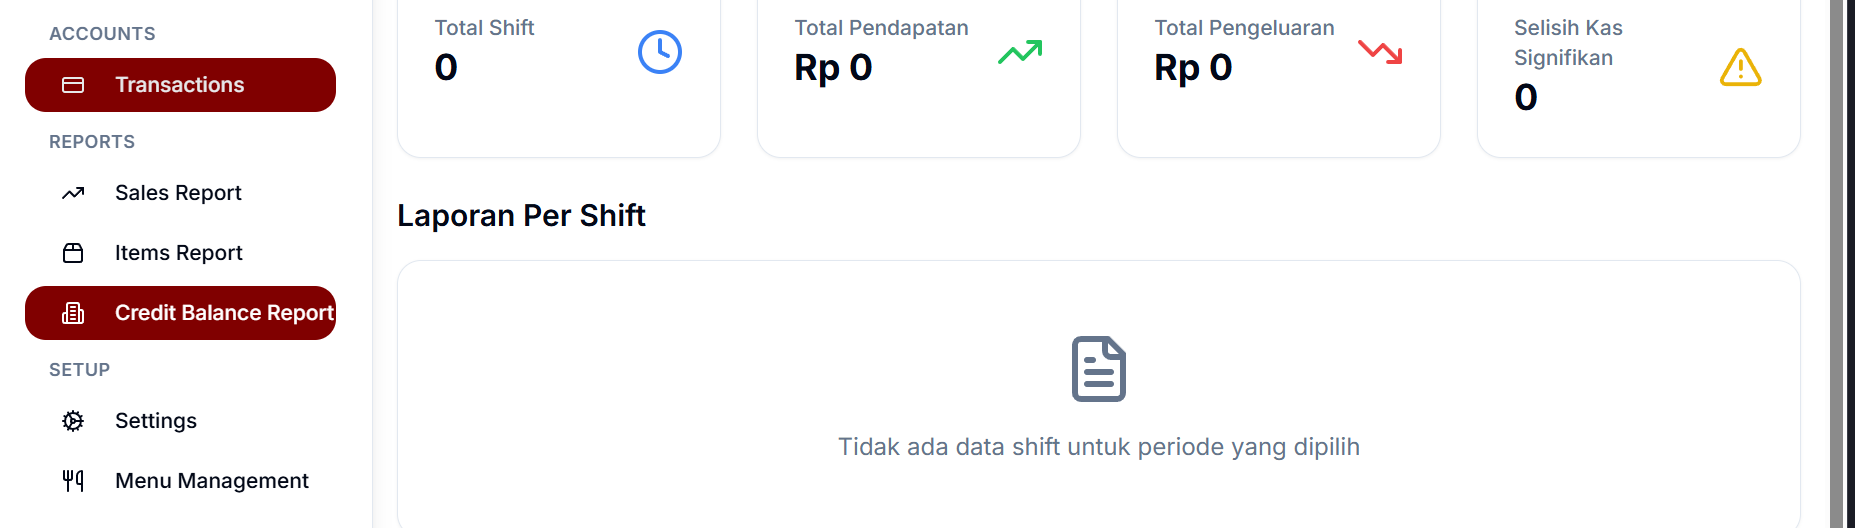 ACCOUNTS
Transactions
REPORTS
Sales Report
Items Report
Credit Balance Report
SETUP
Settings
Menu Management
Total Shift
0
Total Pendapatan
Rp 0
Total Pengeluaran
Rp 0
Selisih Kas
Signifikan
0
Laporan Per Shift
Tidak ada data shift untuk periode yang dipilih